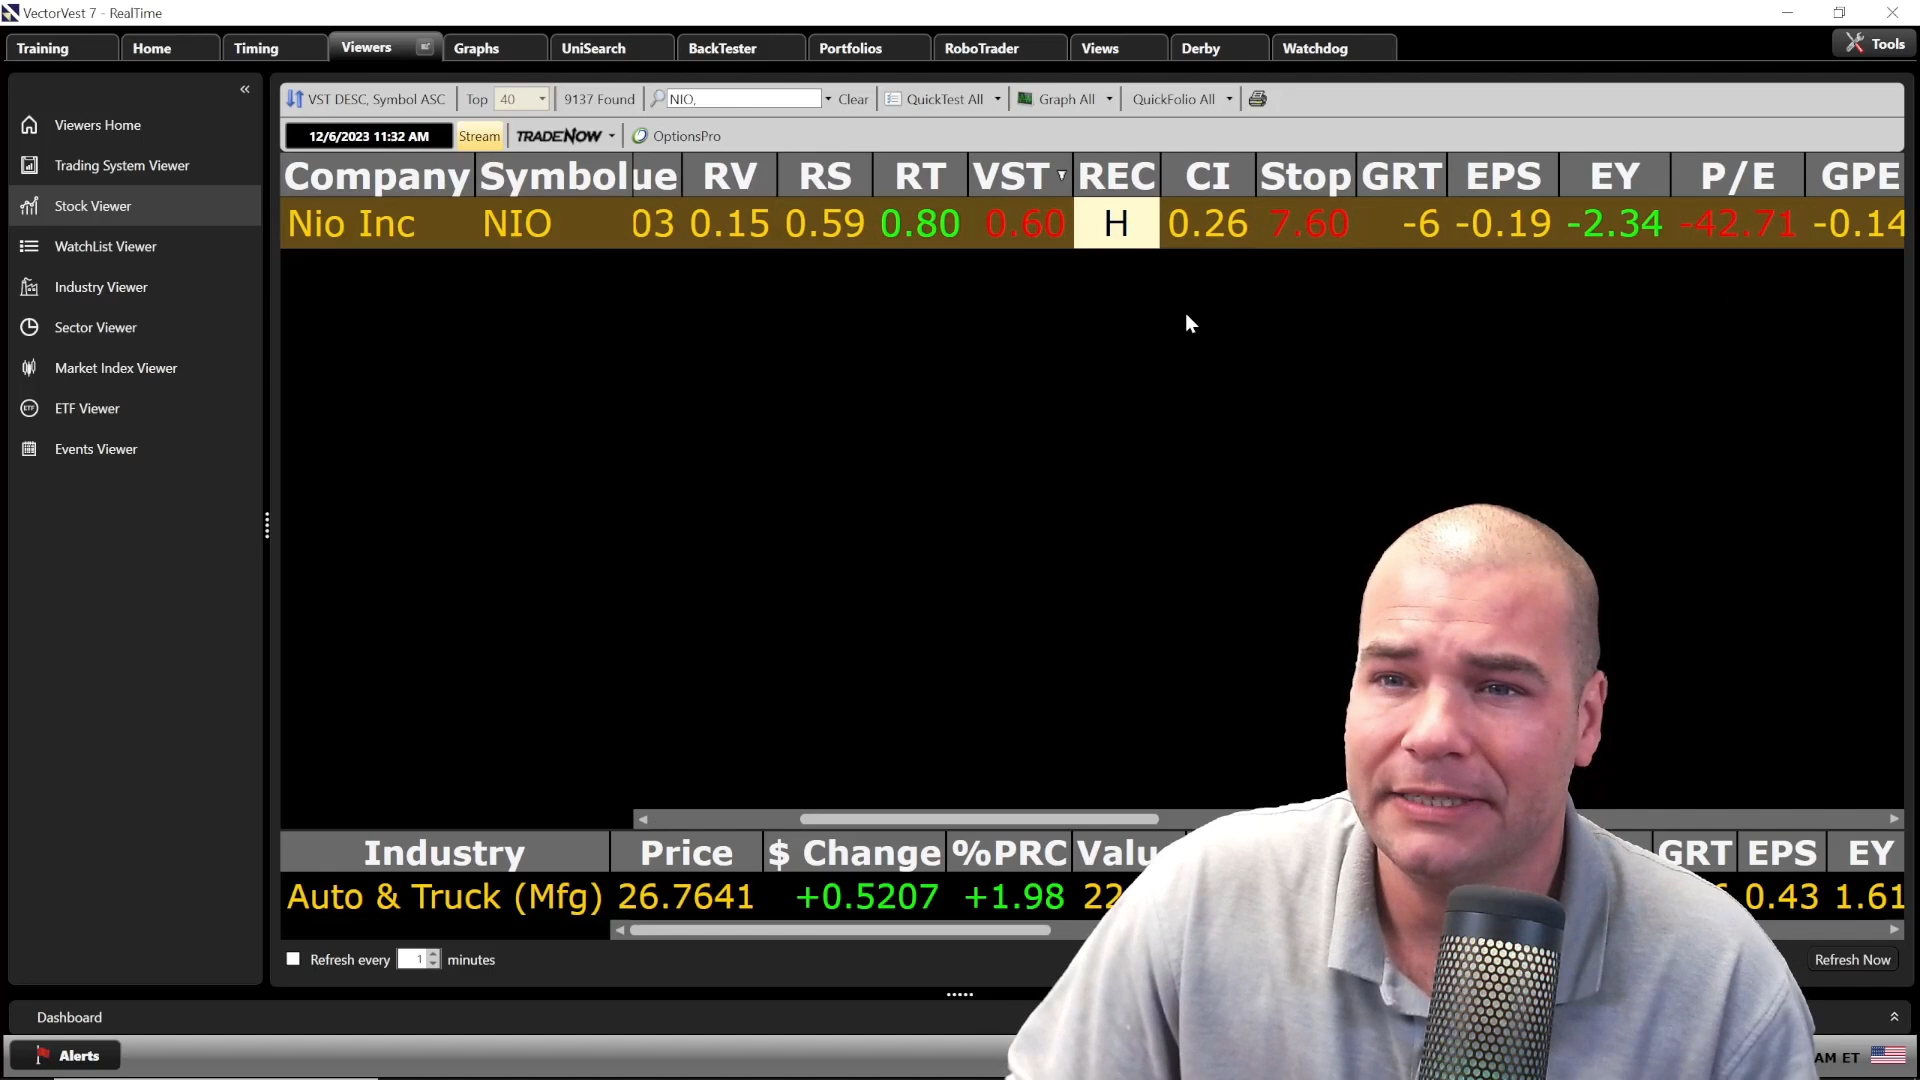 VectorVest 7 - RealTime
Training Home Timing Viewers Graphs UniSearch BackTester Portfolios RoboTrader Views Derby Watchdog Tools
Viewers Home
Trading System Viewer
Stock Viewer
WatchList Viewer
Industry Viewer
Sector Viewer
Market Index Viewer
ETF Viewer
Events Viewer
VST DESC, Symbol ASC Top 40 9137 Found NIO, Clear QuickTest All Graph All QuickFolio All
12/6/2023 11:32 AM Stream TRADENOW OptionsPro
Company Symbol ue RV RS RT VST REC CI Stop GRT EPS EY P/E GPE
Nio Inc NIO 03 0.15 0.59 0.80 0.60 H 0.26 7.60 -6 -0.19 -2.34 -42.71 -0.14
Industry Price $ Change %PRC Valu GRT EPS EY
Auto & Truck (Mfg) 26.7641 +0.5207 +1.98 22 0.43 1.61
Refresh every 1 minutes Refresh Now
Dashboard
Alerts AM ET